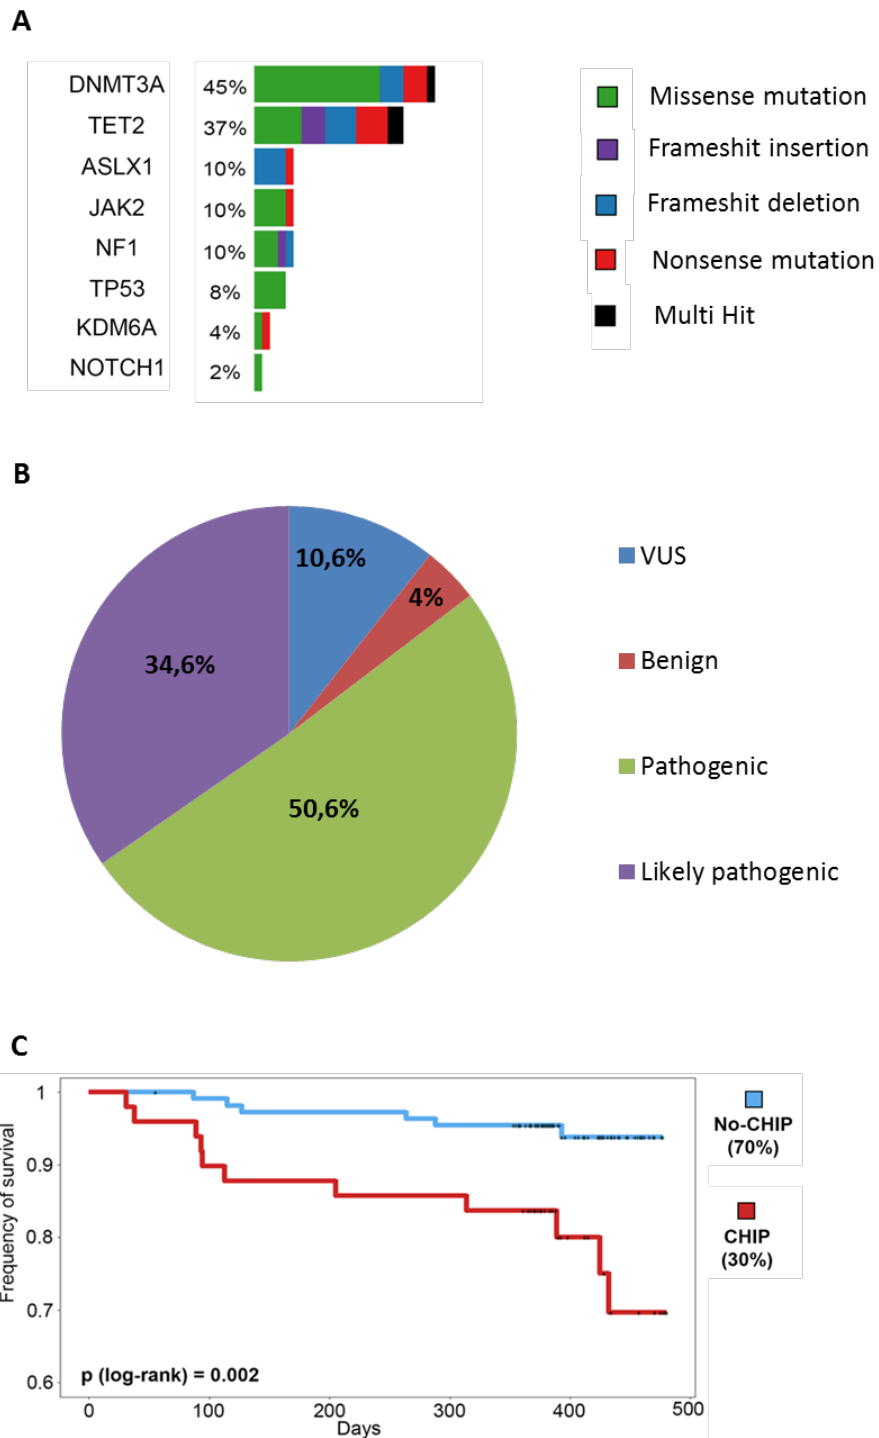 A
DNMT3A 45%
TET2 37%
ASLX1 10%
JAK2 10%
NF1 10%
TP53 8%
KDM6A 4%
NOTCH1 2%
Missense mutation
Frameshit insertion
Frameshit deletion
Nonsense mutation
Multi Hit
B
10,6%
4%
34,6%
50,6%
VUS
Benign
Pathogenic
Likely pathogenic
C
Frequency of survival
1
0.9
0.8
0.7
0.6
p (log-rank) = 0.002
0 100 200 300 400 500
Days
No-CHIP
(70%)
CHIP
(30%)